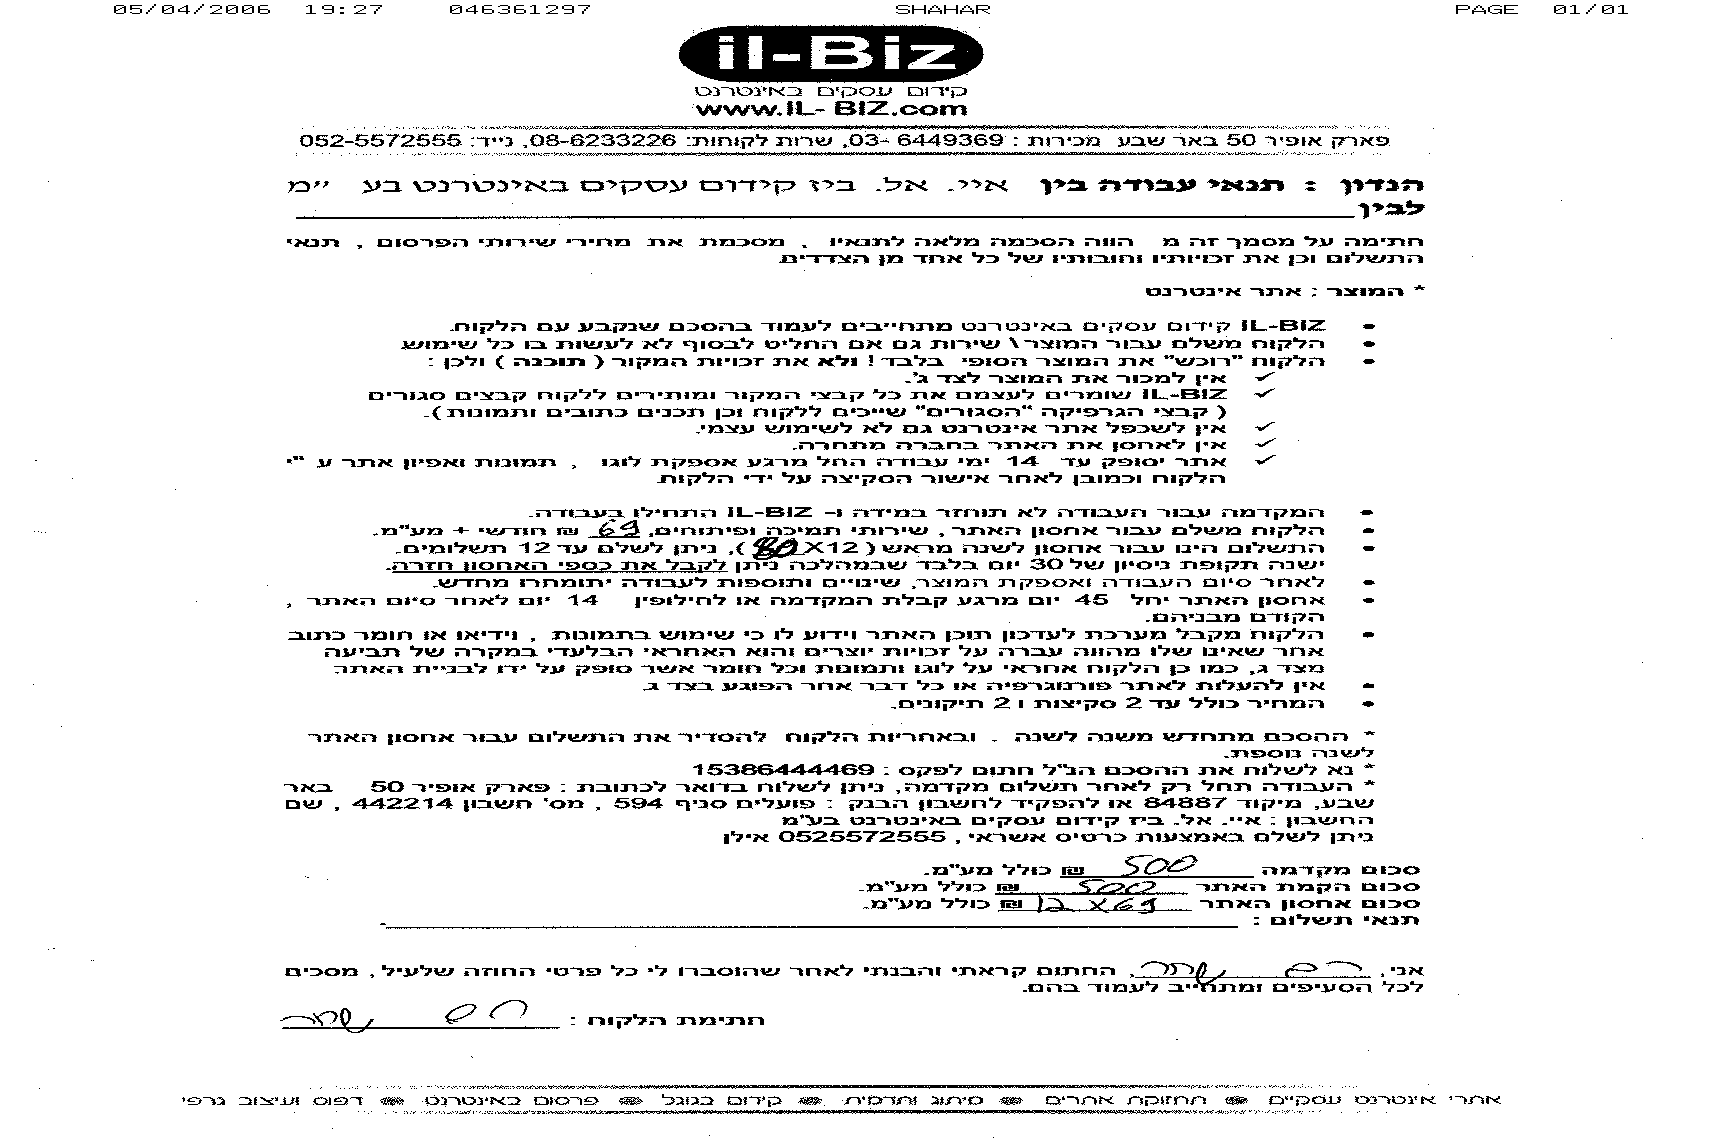 05/04/2006 19:27 046361297 SHAHAR PAGE 01/01
il-Biz
קידום עסקים באינטרנט
www.IL-BIZ.com
פארק אופיר 50 באר שבע מכירות : 6449369 -03, שרות לקוחות: 08-6233226, נייד: 052-5572555
הנדון : תנאי עבודה בין איי. אל. ביז קידום עסקים באינטרנט בע "מ
לבין
חתימה על מסמך זה מ הווה הסכמה מלאה לתנאיו , מסכמת את מחירי שירותי הפרסום , תנאי
התשלום וכן את זכויותיו וחובותיו של כל אחד מן הצדדים.
* המוצר : אתר אינטרנט
• IL-BIZ קידום עסקים באינטרנט מתחייבים לעמוד בהסכם שנקבע עם הלקוח.
• הלקוח משלם עבור המוצר\ שירות גם אם החליט לבסוף לא לעשות בו כל שימוש
• הלקוח "רוכש" את המוצר הסופי בלבד ! ולא את זכויות המקור ( תוכנה ) ולכן :
✓ אין למכור את המוצר לצד ג'.
✓ IL-BIZ שומרים לעצמם את כל קבצי המקור ומותירים ללקוח קבצים סגורים
( קבצי הגרפיקה "הסגורים" שייכים ללקוח וכן תכנים כתובים ותמונות).
✓ אין לשכפל אתר אינטרנט גם לא לשימוש עצמי.
✓ אין לאחסן את האתר בחברה מתחרה.
✓ אתר יסופק עד 14 ימי עבודה החל מרגע אספקת לוגו , תמונות ואפיון אתר ע "י
הלקוח וכמובן לאחר אישור הסקיצה על ידי הלקוח.
• המקדמה עבור העבודה לא תוחזר במידה ו- IL-BIZ התחילו בעבודה.
• הלקוח משלם עבור אחסון האתר , שירותי תמיכה ופיתוחים, 69 ₪ חודשי + מע"מ.
• התשלום הינו עבור אחסון לשנה מראש ( 12X80 ), ניתן לשלם עד 12 תשלומים.
ישנה תקופת ניסיון של 30 יום בלבד שבמהלכה ניתן לקבל את כספי האחסון חזרה.
• לאחר סיום העבודה ואספקת המוצר, שינויים ותוספות לעבודה יתומחרו מחדש.
• אחסון האתר יחל 45 יום מרגע קבלת המקדמה או לחילופין 14 יום לאחר סיום האתר ,
הקודם מבניהם.
• הלקוח מקבל מערכת לעדכון תוכן האתר וידוע לו כי שימוש בתמונות , וידיאו או חומר כתוב
אחר שאינו שלו מהווה עברה על זכויות יוצרים והוא האחראי הבלעדי במקרה של תביעה
מצד ג, כמו כן הלקוח אחראי על לוגו ותמונות וכל חומר אשר סופק על ידו לבניית האתר.
• אין להעלות לאתר פורנוגרפיה או כל דבר אחר הפוגע בצד ג.
• המחיר כולל עד 2 סקיצות ו 2 תיקונים.
* ההסכם מתחדש משנה לשנה . ובאחריות הלקוח להסדיר את התשלום עבור אחסון האתר
לשנה נוספת.
* נא לשלוח את ההסכם הנ"ל חתום לפקס : 15386444469
* העבודה תחל רק לאחר תשלום מקדמה, ניתן לשלוח בדואר לכתובת : פארק אופיר 50 באר
שבע, מיקוד 84887 או להפקיד לחשבון הבנק : פועלים סניף 594 , מס' חשבון 442214 , שם
החשבון : איי. אל. ביז קידום עסקים באינטרנט בע"מ
ניתן לשלם באמצעות כרטיס אשראי , 0525572555 אילן
סכום מקדמה 500 ₪ כולל מע"מ.
סכום הקמת האתר 500 ₪ כולל מע"מ.
סכום אחסון האתר 12 X 69 ₪ כולל מע"מ.
תנאי תשלום :
אני, , החתום קראתי והבנתי לאחר שהוסברו לי כל פרטי החוזה שלעיל, מסכים
לכל הסעיפים ומתחייב לעמוד בהם.
חתימת הלקוח :
אתרי אינטרנט עסקיים תחזוקת אתרים מיתוג ותדמית קידום בגוגל פרסום באינטרנט דפוס ועיצוב גרפי